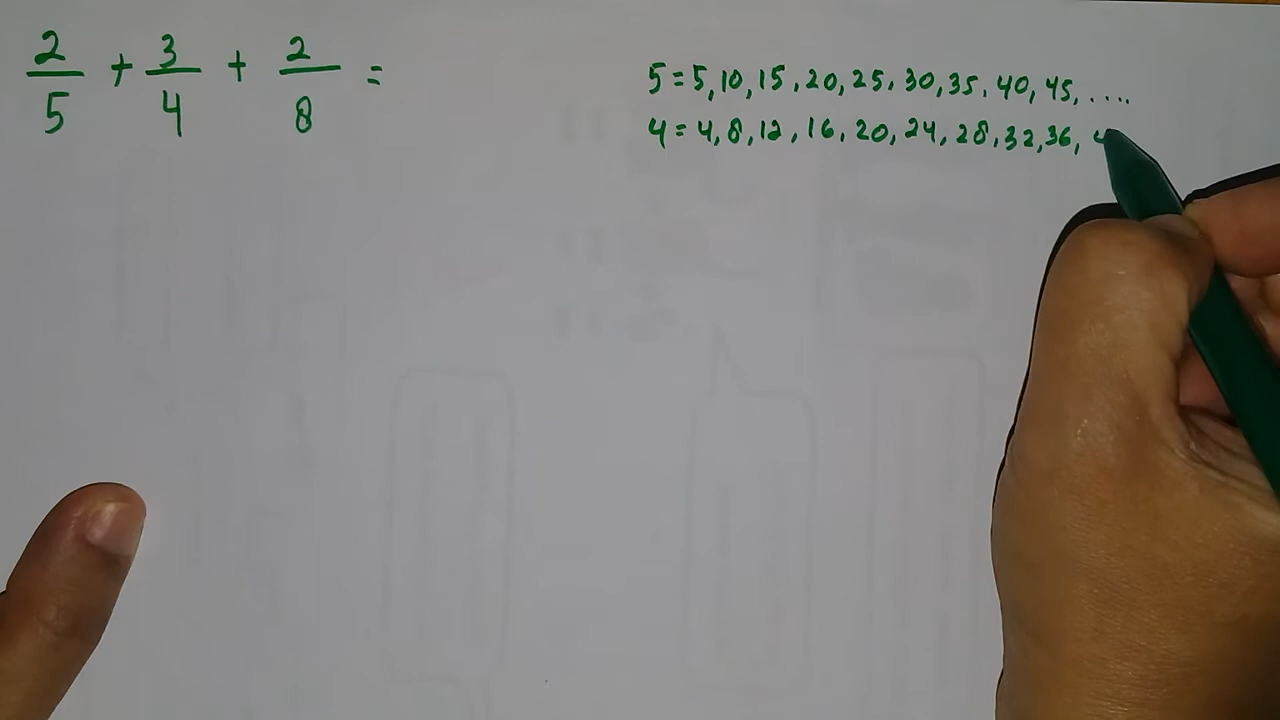 2/5 + 3/4 + 2/8 =
5 = 5, 10, 15, 20, 25, 30, 35, 40, 45, ....
4 = 4, 8, 12, 16, 20, 24, 28, 32, 36, 4